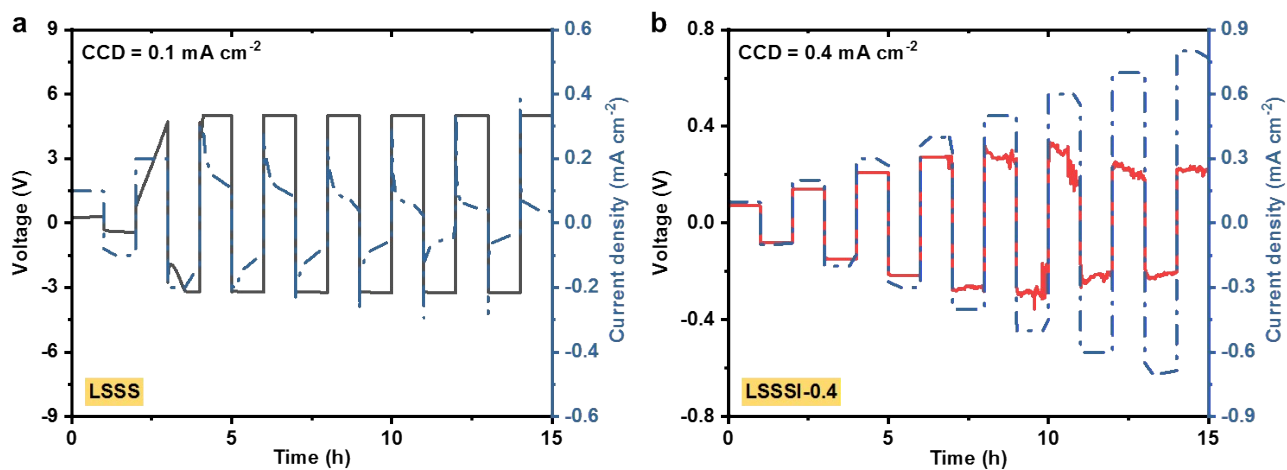 a
CCD = 0.1 mA cm-2
LSSS
Voltage (V)
9
6
3
0
-3
-6
-9
Current density (mA cm-2)
0.6
0.4
0.2
0.0
-0.2
-0.4
-0.6
0 5 10 15
Time (h)
b
CCD = 0.4 mA cm-2
LSSSI-0.4
Voltage (V)
0.8
0.4
0.0
-0.4
-0.8
Current density (mA cm-2)
0.9
0.6
0.3
0.0
-0.3
-0.6
-0.9
0 5 10 15
Time (h)